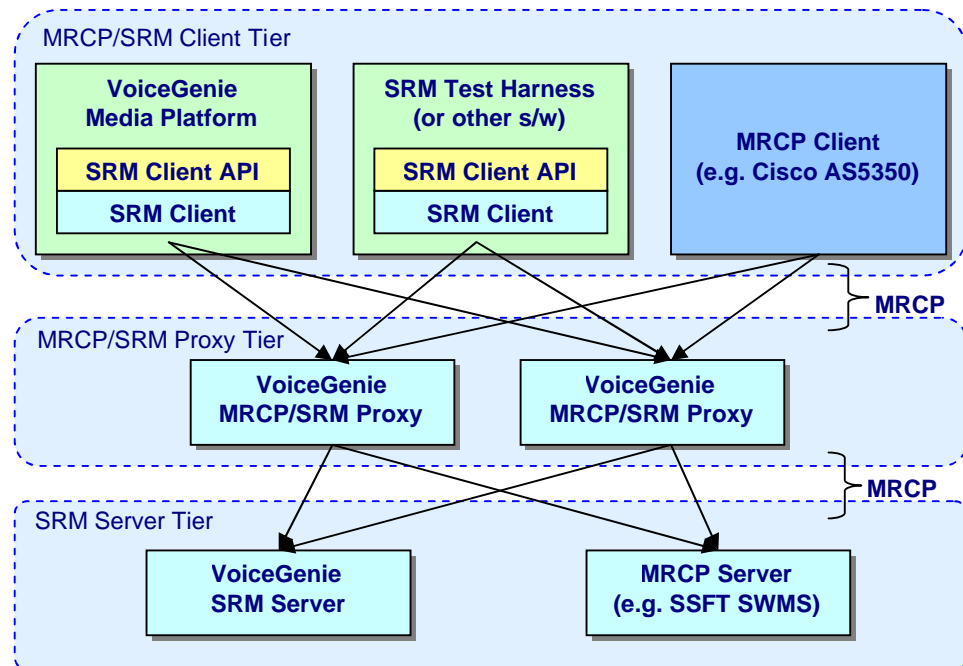 MRCP/SRM Client Tier
VoiceGenie
Media Platform
SRM Client API
SRM Client
SRM Test Harness
(or other s/w)
SRM Client API
SRM Client
MRCP Client
(e.g. Cisco AS5350)
MRCP
MRCP/SRM Proxy Tier
VoiceGenie
MRCP/SRM Proxy
VoiceGenie
MRCP/SRM Proxy
MRCP
SRM Server Tier
VoiceGenie
SRM Server
MRCP Server
(e.g. SSFT SWMS)